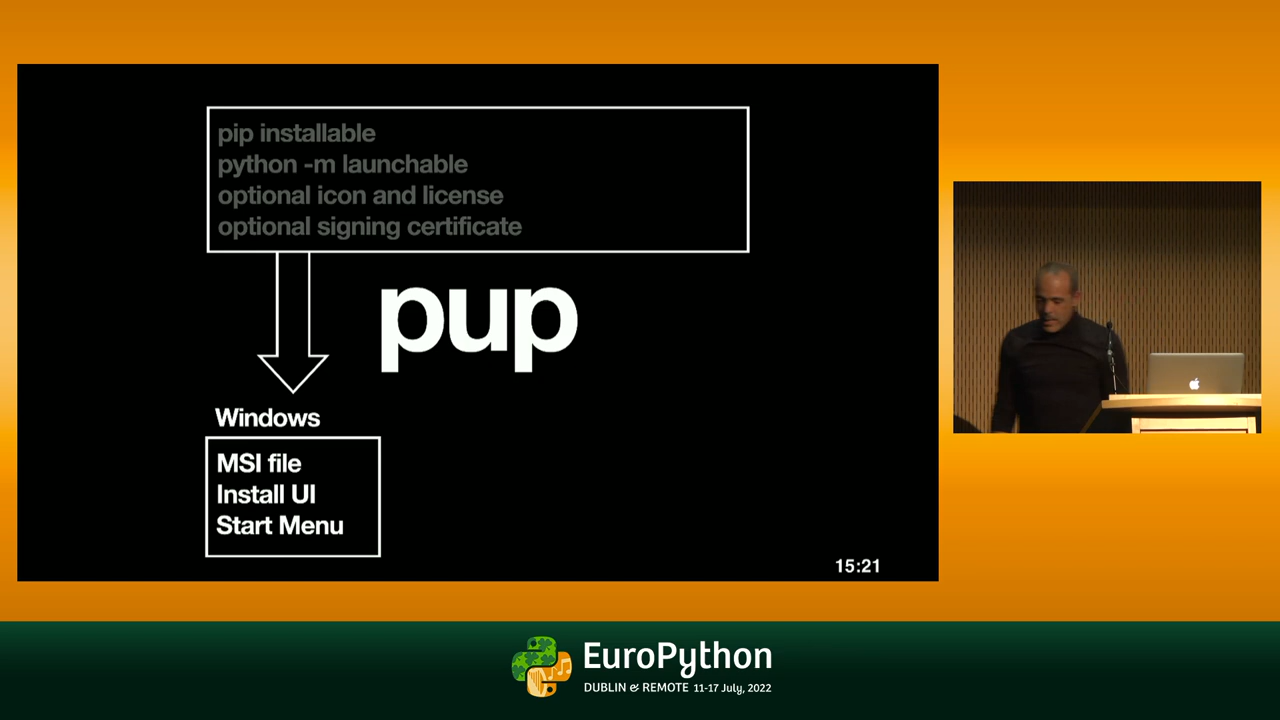 pip installable
python -m launchable
optional icon and license
optional signing certificate
pup
Windows
MSI file
Install UI
Start Menu
15:21
EuroPython
DUBLIN & REMOTE 11-17 July, 2022